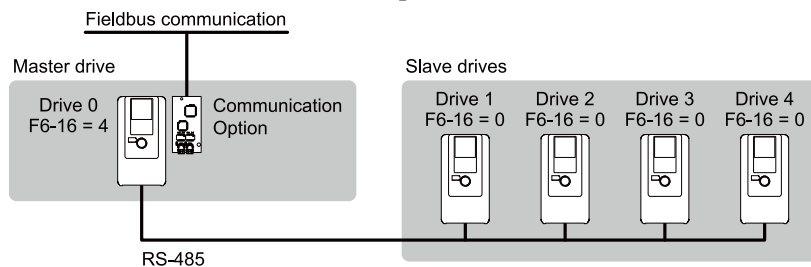 Fieldbus communication
Master drive
Drive 0
F6-16 = 4
Communication
Option
Slave drives
Drive 1
F6-16 = 0
Drive 2
F6-16 = 0
Drive 3
F6-16 = 0
Drive 4
F6-16 = 0
RS-485